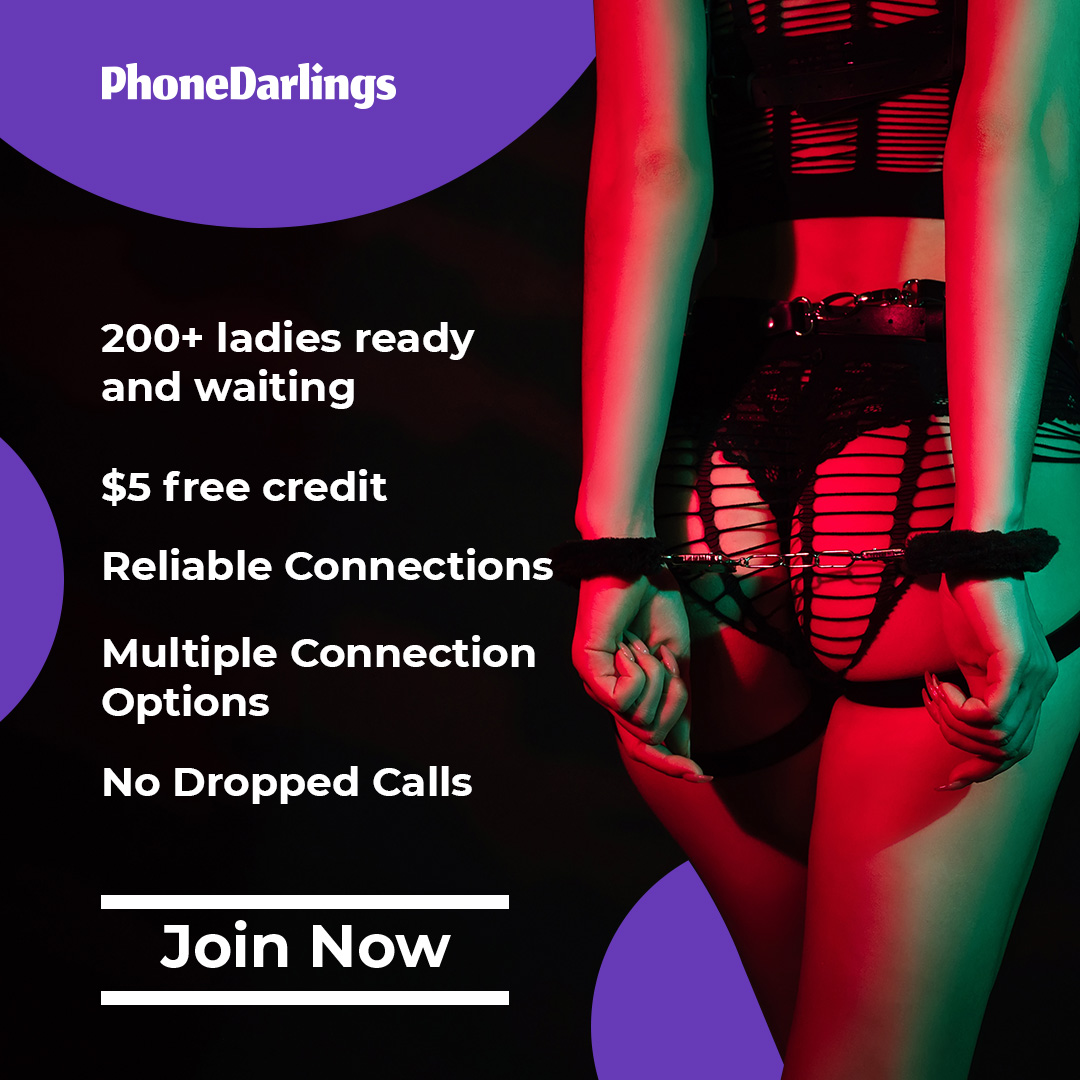 PhoneDarlings
200+ ladies ready
and waiting
$5 free credit
Reliable Connections
Multiple Connection
Options
No Dropped Calls
Join Now